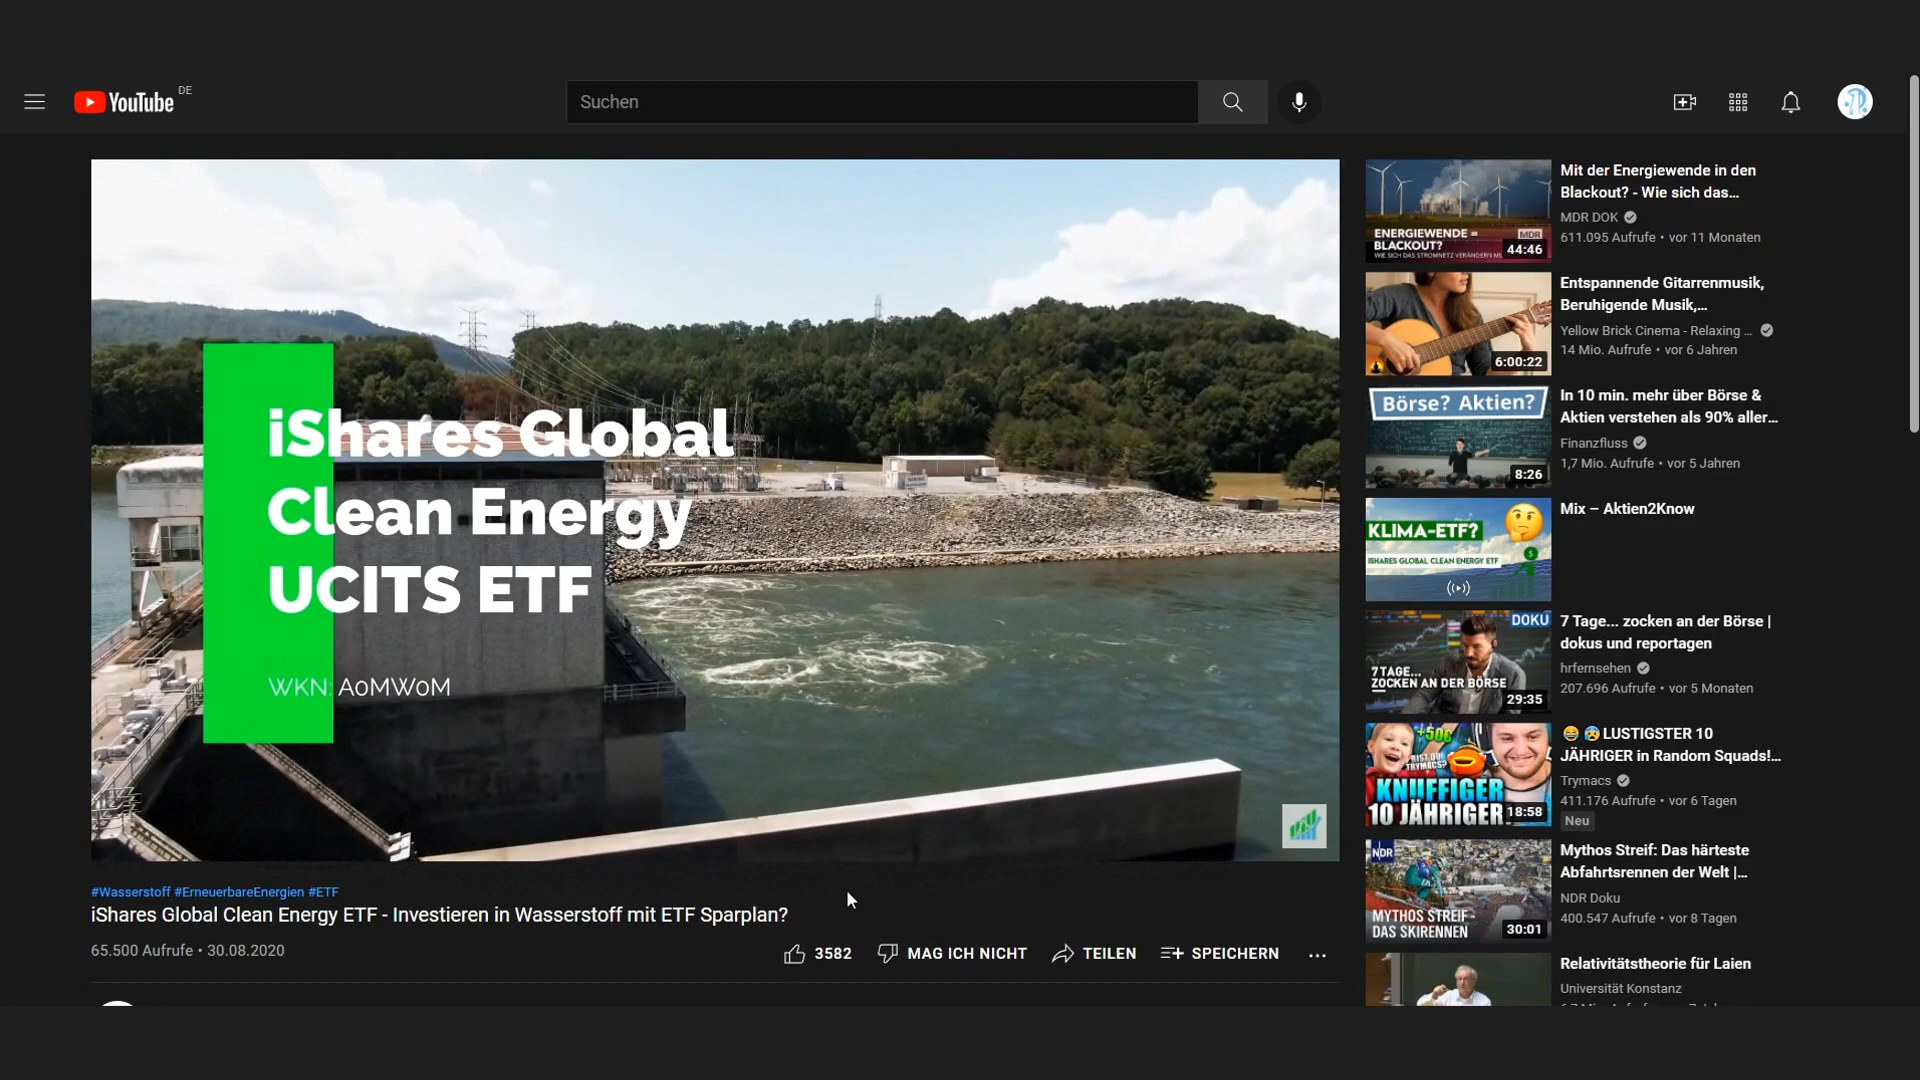 YouTube DE
Suchen
iShares Global
Clean Energy
UCITS ETF
WKN: A0MW0M
#Wasserstoff #ErneuerbareEnergien #ETF
iShares Global Clean Energy ETF - Investieren in Wasserstoff mit ETF Sparplan?
65.500 Aufrufe • 30.08.2020
3582
MAG ICH NICHT
TEILEN
SPEICHERN
ENERGIEWENDE =
BLACKOUT?
MDR
44:46
Mit der Energiewende in den
Blackout? - Wie sich das...
MDR DOK
611.095 Aufrufe • vor 11 Monaten
6:00:22
Entspannende Gitarrenmusik,
Beruhigende Musik,...
Yellow Brick Cinema - Relaxing ...
14 Mio. Aufrufe • vor 6 Jahren
Börse? Aktien?
8:26
In 10 min. mehr über Börse &
Aktien verstehen als 90% aller...
Finanzfluss
1,7 Mio. Aufrufe • vor 5 Jahren
KLIMA-ETF?
ISHARES GLOBAL CLEAN ENERGY ETF
Mix – Aktien2Know
DOKU
7 TAGE...
ZOCKEN AN DER BÖRSE
29:35
7 Tage... zocken an der Börse |
dokus und reportagen
hrfernsehen
207.696 Aufrufe • vor 5 Monaten
+50€
BIST DU
TRYMACS?
KNUFFIGER
10 JÄHRIGER
18:58
😂 😰 LUSTIGSTER 10
JÄHRIGER in Random Squads!...
Trymacs
411.176 Aufrufe • vor 6 Tagen
Neu
NDR
MYTHOS STREIF -
DAS SKIRENNEN
30:01
Mythos Streif: Das härteste
Abfahrtsrennen der Welt |...
NDR Doku
400.547 Aufrufe • vor 8 Tagen
Relativitätstheorie für Laien
Universität Konstanz